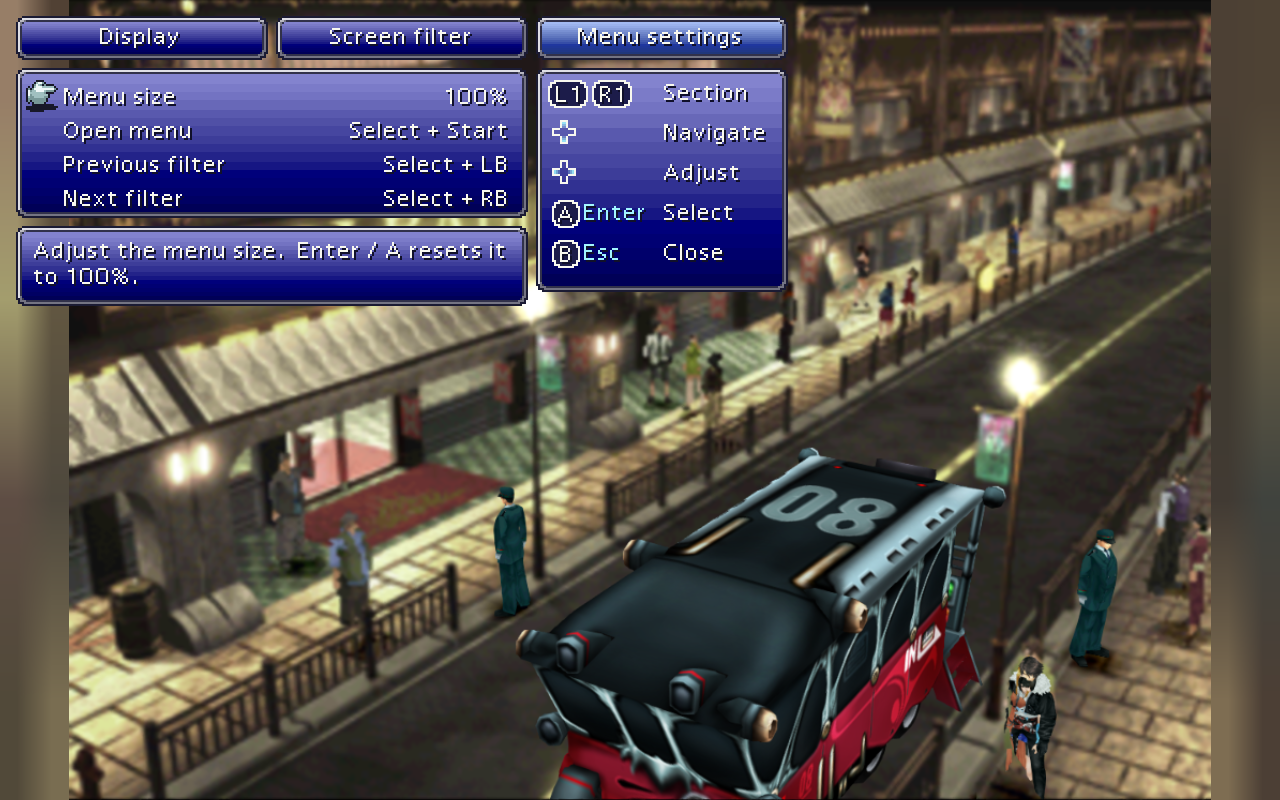 Display
Screen filter
Menu settings
Menu size 100%
Open menu Select + Start
Previous filter Select + LB
Next filter Select + RB
Adjust the menu size. Enter / A resets it
to 100%.
L1 R1 Section
Navigate
Adjust
A Enter Select
B Esc Close
08